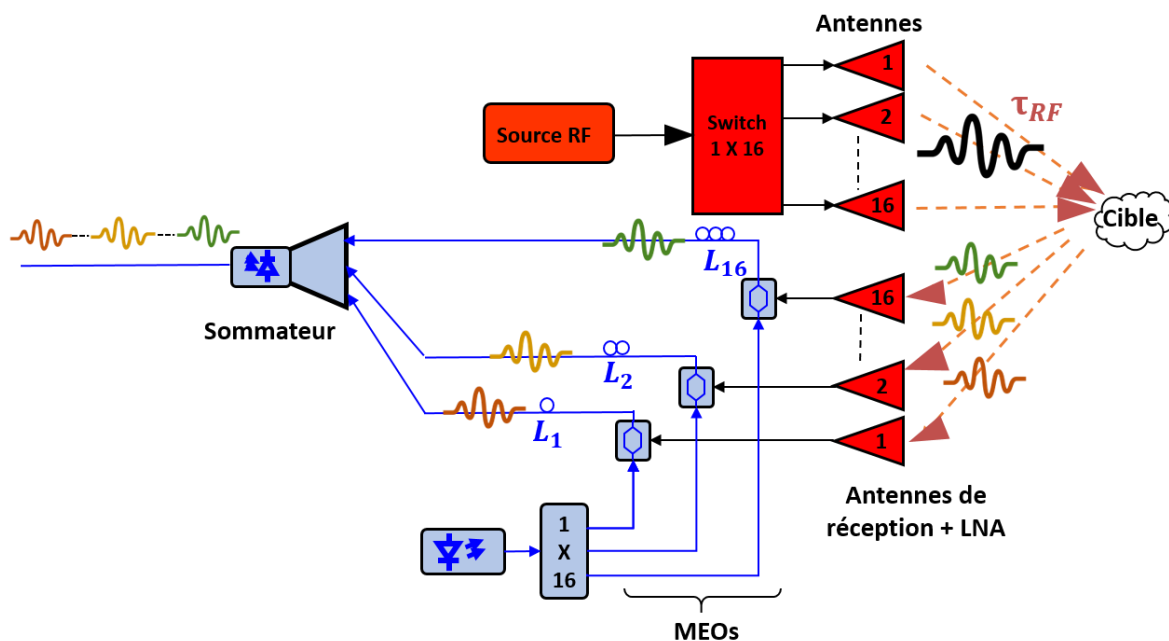 Antennes
1
τRF
Source RF
Switch
1 X 16
2
16
Cible
L16
16
Sommateur
L2
2
L1
1
Antennes de
réception + LNA
1
X
16
MEOs